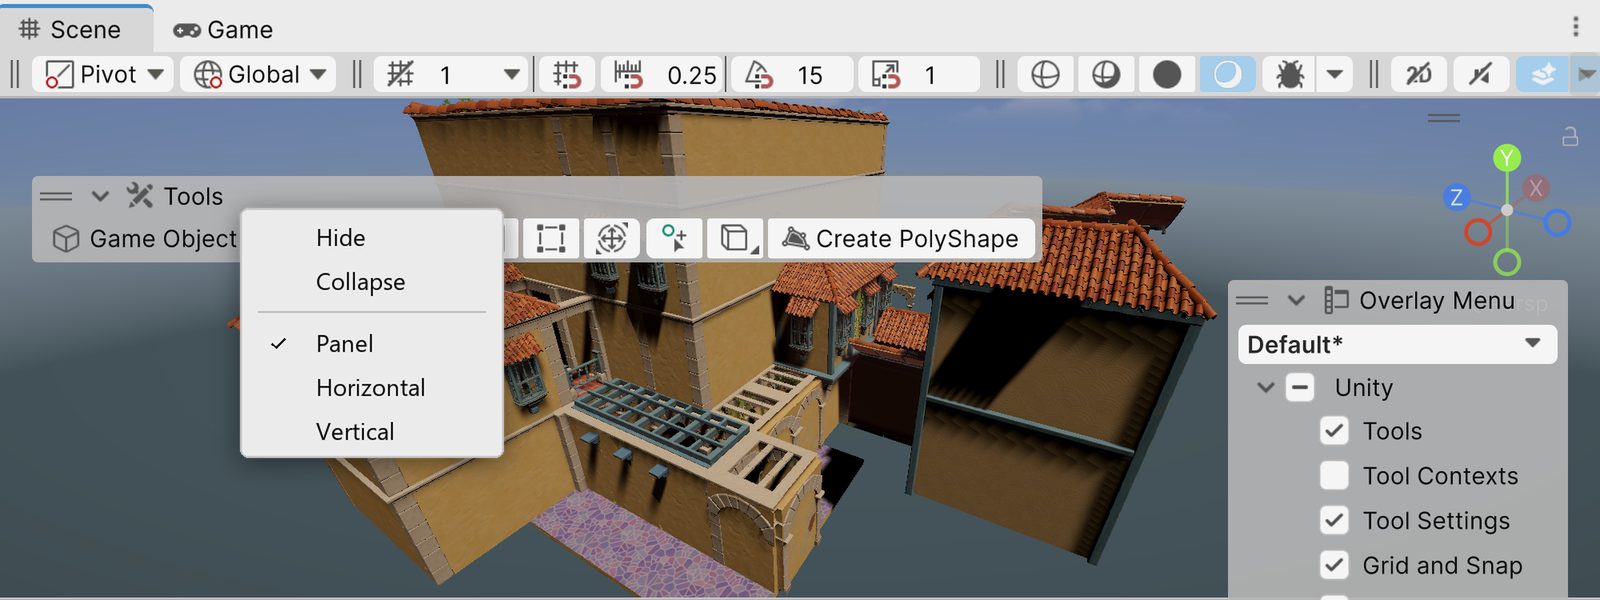 Scene
Game
Pivot
Global
1
0.25
15
1
2D
Y
X
Z
Tools
Game Object
Create PolyShape
Hide
Collapse
Panel
Horizontal
Vertical
Overlay Menu
Default*
Unity
Tools
Tool Contexts
Tool Settings
Grid and Snap